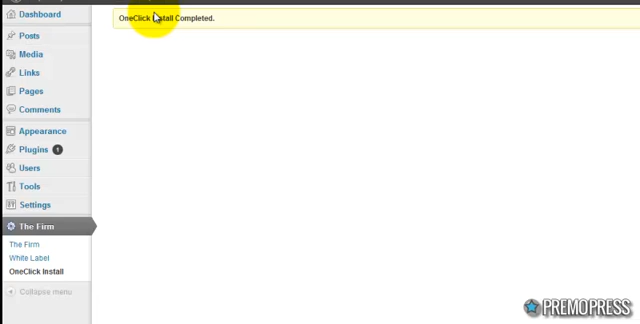 Dashboard
OneClick Install Completed.
Posts
Media
Links
Pages
Comments
Appearance
Plugins 1
Users
Tools
Settings
The Firm
The Firm
White Label
OneClick Install
Collapse menu
PREMOPRESS